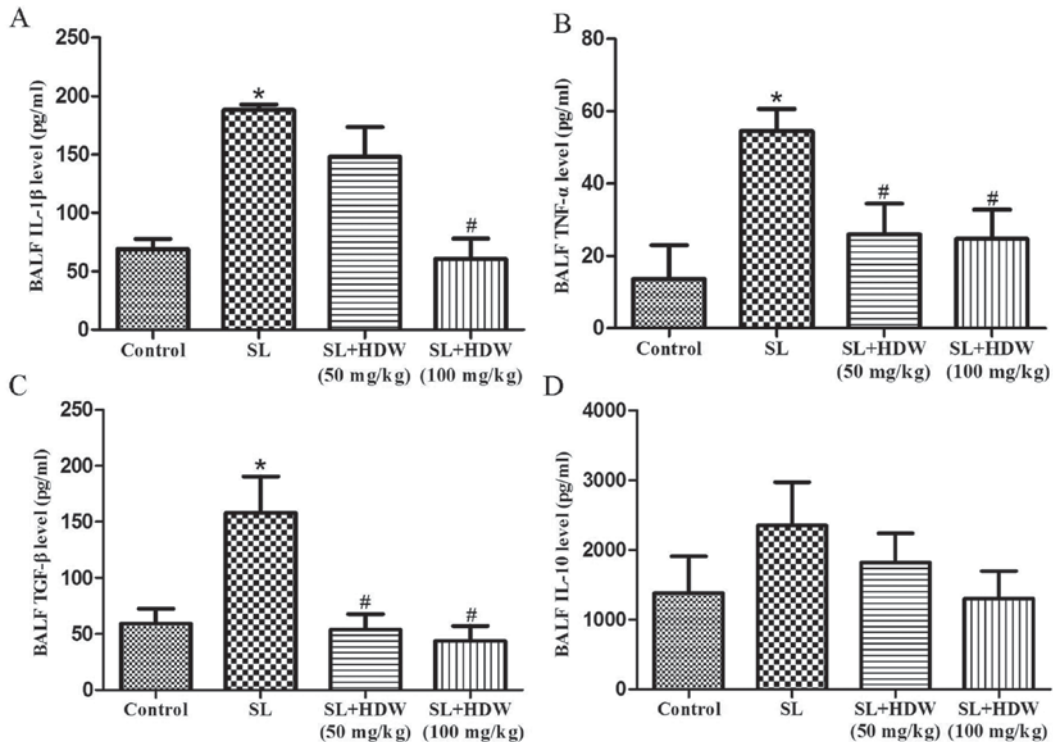 A
BALF IL-1β level (pg/ml)
250
200
150
100
50
0
*
#
Control
SL
SL+HDW
(50 mg/kg)
SL+HDW
(100 mg/kg)
B
BALF TNF-α level (pg/ml)
80
60
40
20
0
*
#
#
Control
SL
SL+HDW
(50 mg/kg)
SL+HDW
(100 mg/kg)
C
BALF TGF-β level (pg/ml)
250
200
150
100
50
0
*
#
#
Control
SL
SL+HDW
(50 mg/kg)
SL+HDW
(100 mg/kg)
D
BALF IL-10 level (pg/ml)
4000
3000
2000
1000
0
Control
SL
SL+HDW
(50 mg/kg)
SL+HDW
(100 mg/kg)